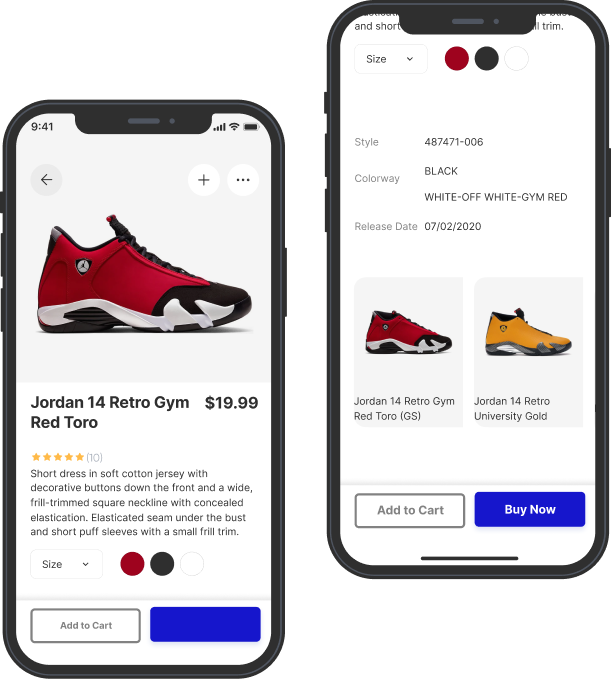 9:41
Jordan 14 Retro Gym
Red Toro
$19.99
(10)
Short dress in soft cotton jersey with
decorative buttons down the front and a wide,
frill-trimmed square neckline with concealed
elastication. Elasticated seam under the bust
and short puff sleeves with a small frill trim.
Size
Add to Cart
and short
ll trim.
Size
Style
487471-006
Colorway
BLACK
WHITE-OFF WHITE-GYM RED
Release Date
07/02/2020
Jordan 14 Retro Gym
Red Toro (GS)
Jordan 14 Retro
University Gold
Add to Cart
Buy Now